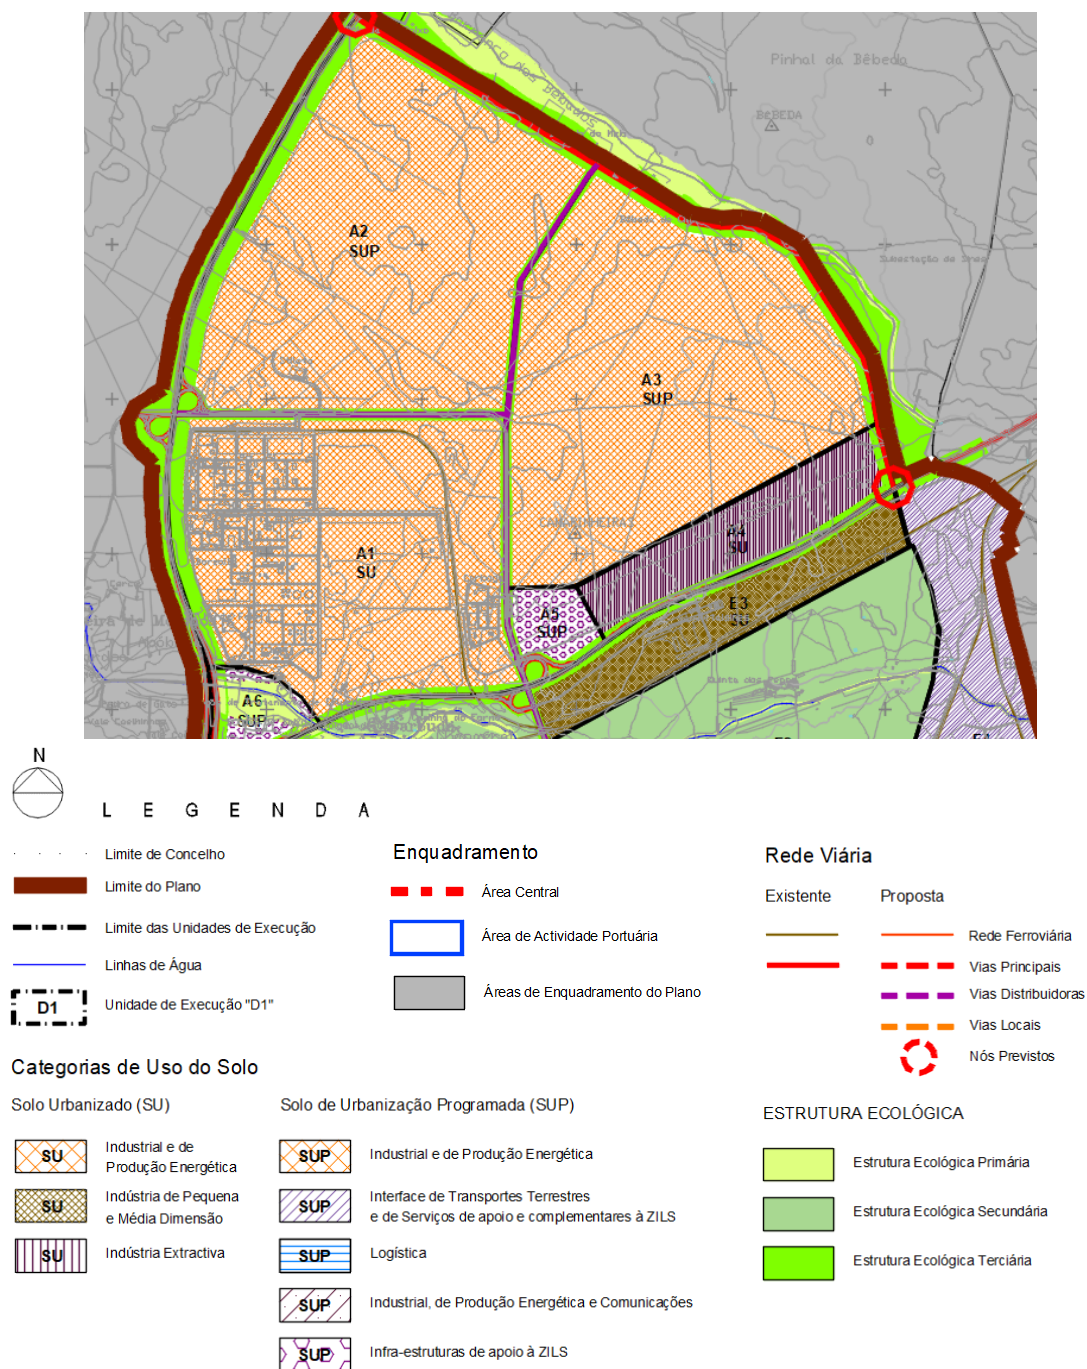 Pinhal da Bêbeda
BêBEDA
A2
SUP
Subestação de Sines
A3
SUP
A4
SU
A1
SU
A5
SUP
E3
SU
A6
SUP
N
L E G E N D A
Limite de Concelho
Limite do Plano
Limite das Unidades de Execução
Linhas de Água
D1
Unidade de Execução "D1"
Enquadramento
Área Central
Área de Actividade Portuária
Áreas de Enquadramento do Plano
Rede Viária
Existente Proposta
Rede Ferroviária
Vias Principais
Vias Distribuidoras
Vias Locais
Nós Previstos
Categorias de Uso do Solo
Solo Urbanizado (SU)
SU
Industrial e de
Produção Energética
SU
Indústria de Pequena
e Média Dimensão
SU
Indústria Extractiva
Solo de Urbanização Programada (SUP)
SUP
Industrial e de Produção Energética
SUP
Interface de Transportes Terrestres
e de Serviços de apoio e complementares à ZILS
SUP
Logística
SUP
Industrial, de Produção Energética e Comunicações
SUP
Infra-estruturas de apoio à ZILS
ESTRUTURA ECOLÓGICA
Estrutura Ecológica Primária
Estrutura Ecológica Secundária
Estrutura Ecológica Terciária